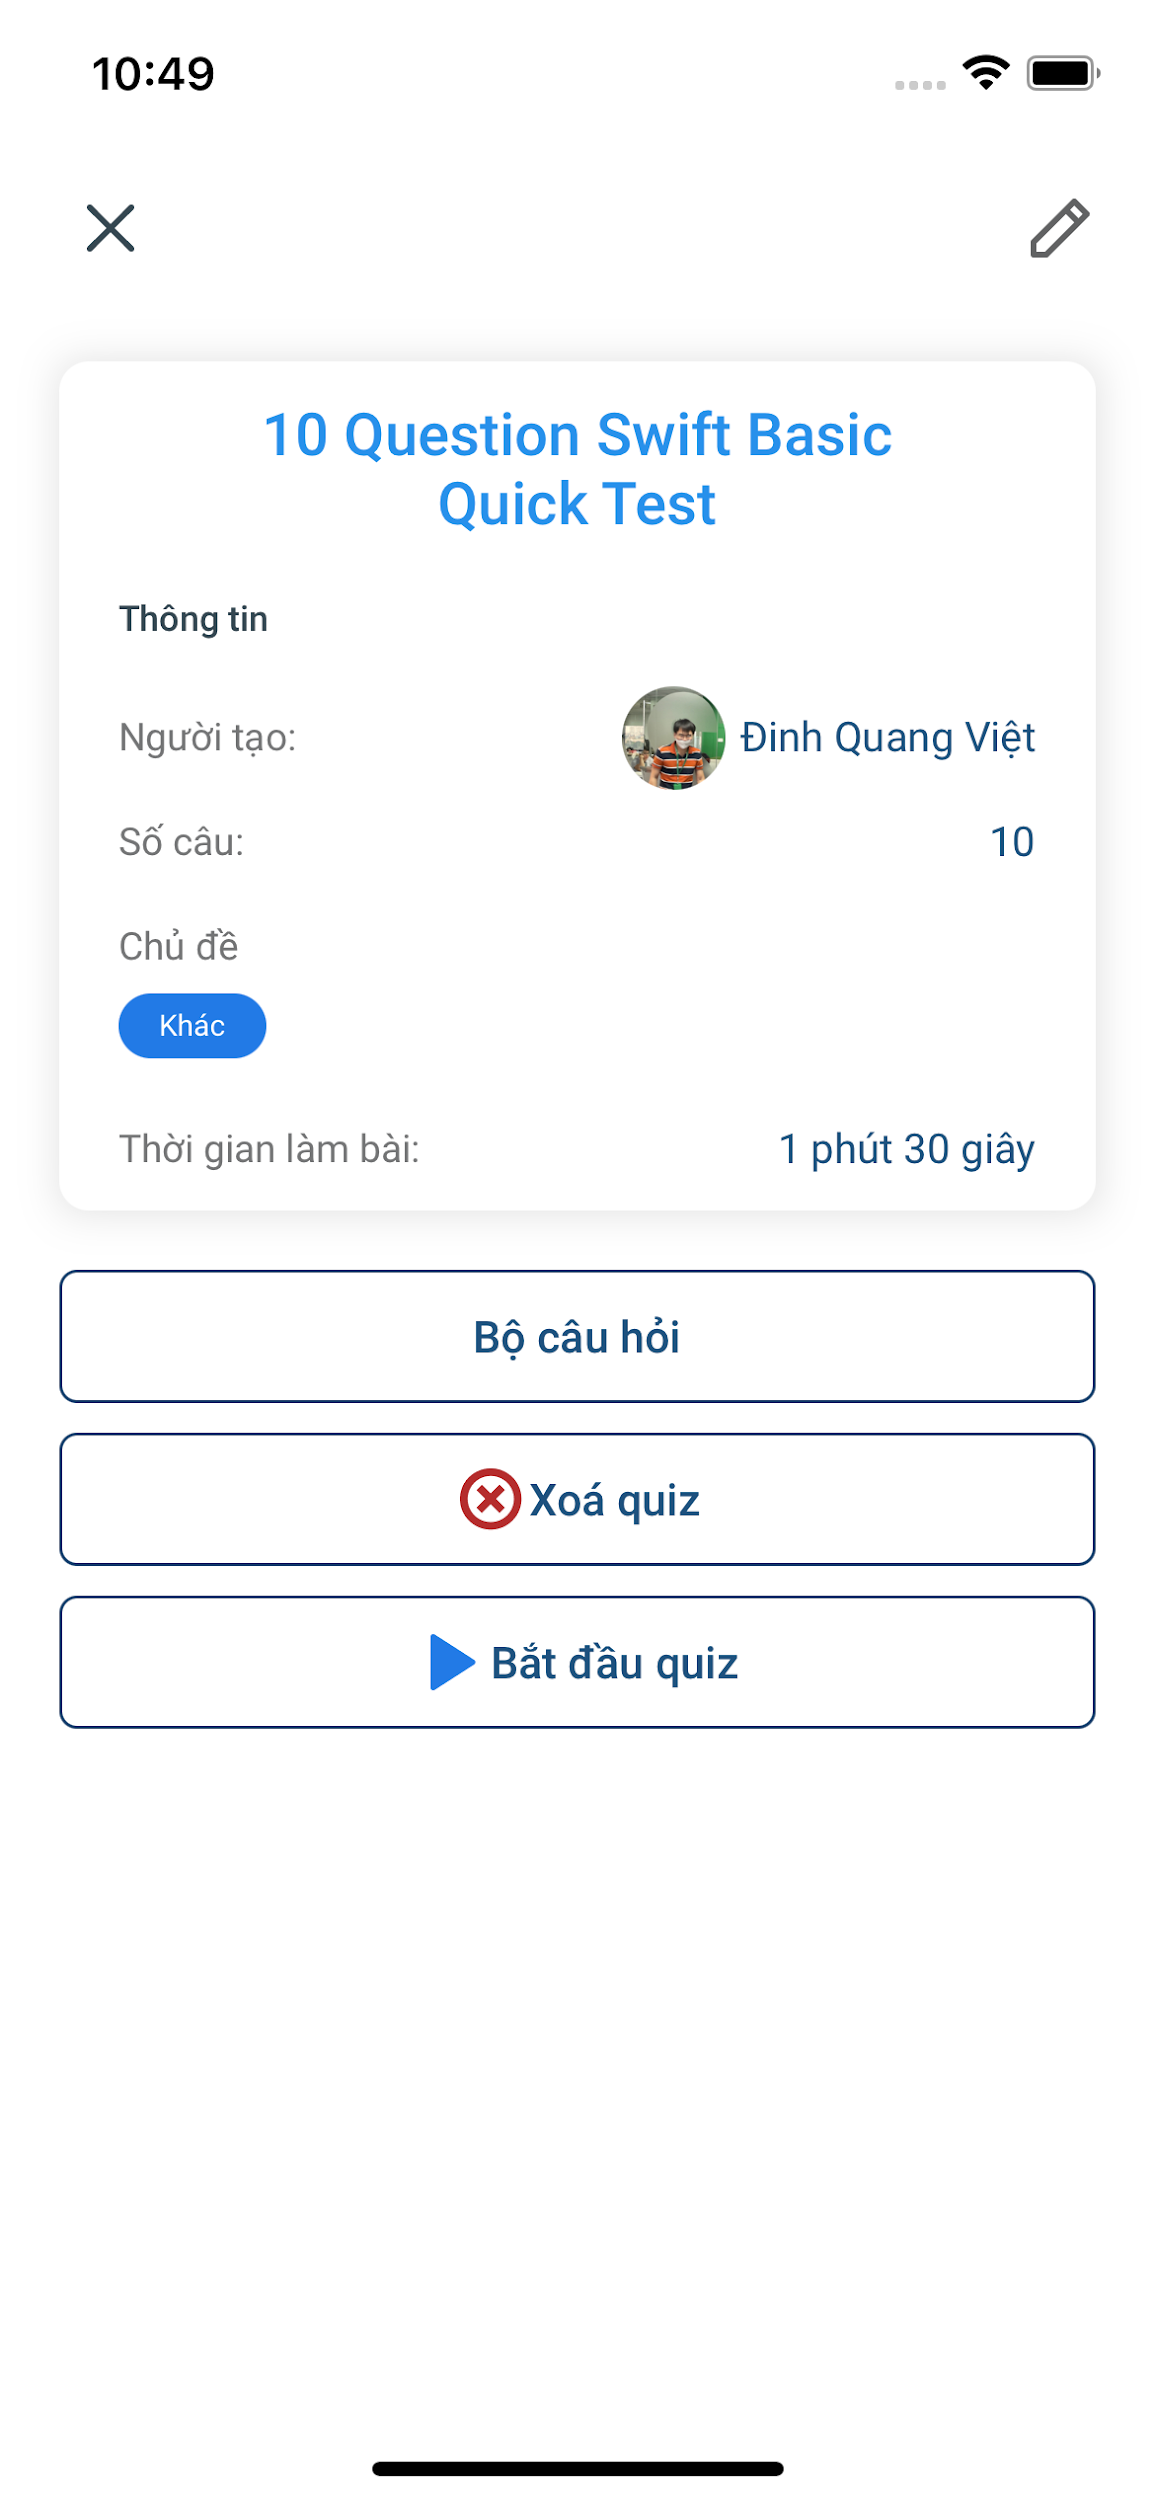 10:49
10 Question Swift Basic
Quick Test
Thông tin
Người tạo:
Đinh Quang Việt
Số câu:
10
Chủ đề
Khác
Thời gian làm bài:
1 phút 30 giây
Bộ câu hỏi
Xoá quiz
Bắt đầu quiz